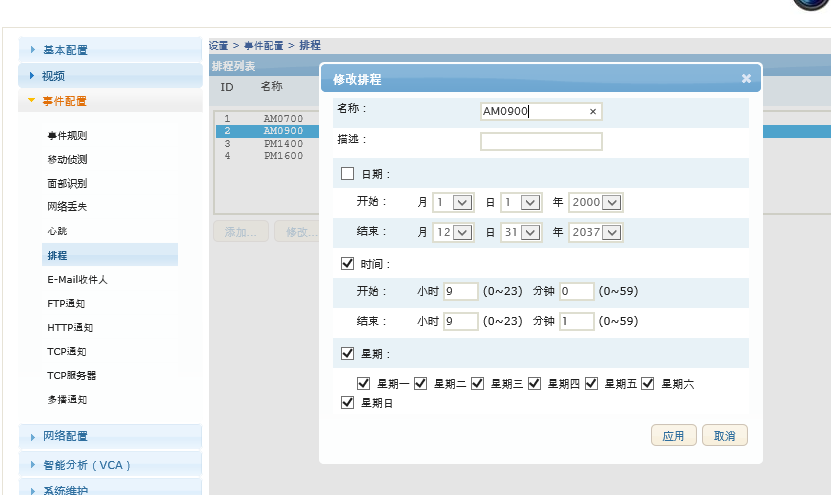 设置 > 事件配置 > 排程
基本配置
视频
事件配置
事件规则
移动侦测
面部识别
网络丢失
心跳
排程
E-Mail收件人
FTP通知
HTTP通知
TCP通知
TCP服务器
多播通知
网络配置
智能分析 ( VCA )
系统维护
排程列表
ID 名称
1 AM0700
2 AM0900
3 PM1400
4 PM1600
添加... 修改...
修改排程 ×
名称 : AM0900 ×
描述 :
日期 :
开始 : 月 1 日 1 年 2000
结束 : 月 12 日 31 年 2037
时间 :
开始 : 小时 9 (0~23) 分钟 0 (0~59)
结束 : 小时 9 (0~23) 分钟 1 (0~59)
星期 :
星期一 星期二 星期三 星期四 星期五 星期六
星期日
应用 取消